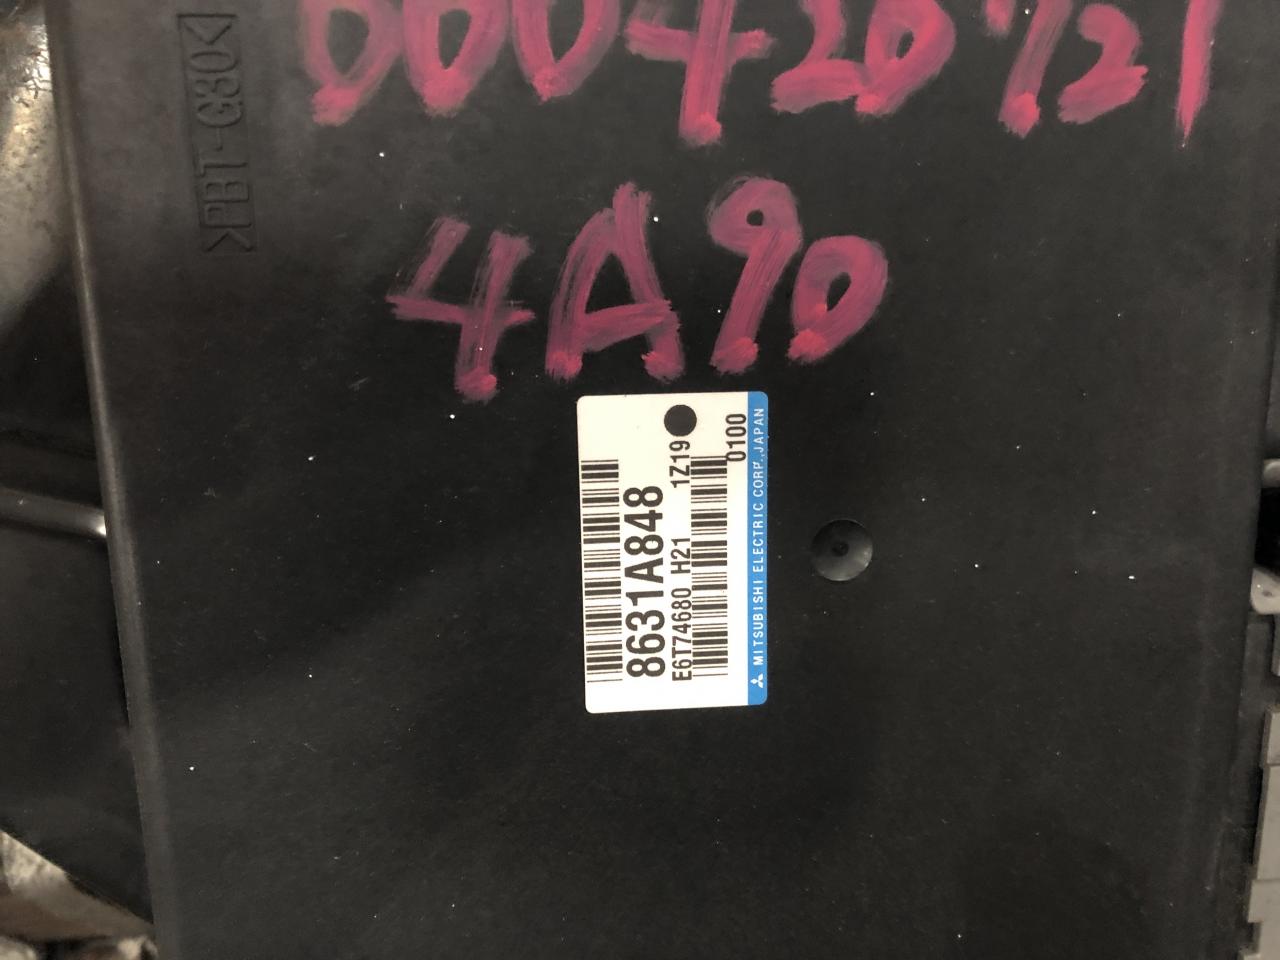 >PBT-G30<
4A90
8631A848
E6T74680 H21 1Z19
0100
MITSUBISHI ELECTRIC CORP. JAPAN